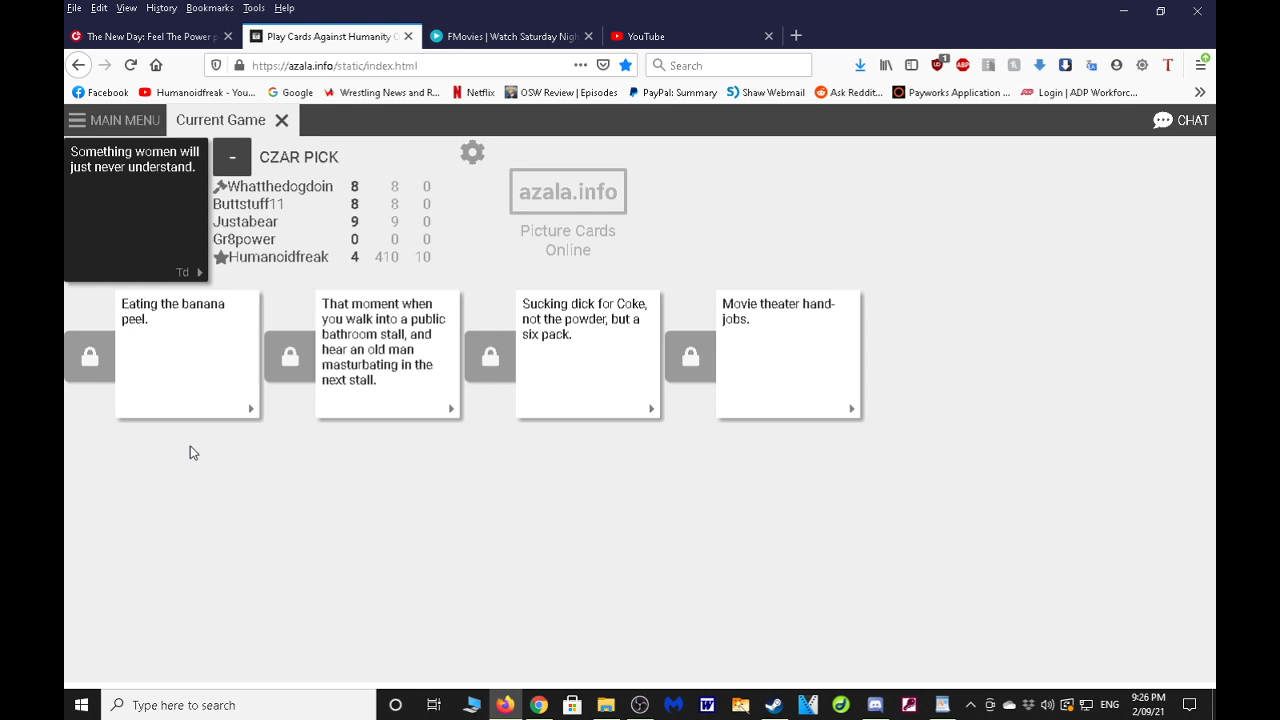 File Edit View History Bookmarks Tools Help
The New Day: Feel The Power p
Play Cards Against Humanity O
FMovies | Watch Saturday Nigh
YouTube
https://azala.info/static/index.html
Search
Facebook Humanoidfreak - You... Google Wrestling News and R... Netflix OSW Review | Episodes PayPal: Summary Shaw Webmail Ask Reddit... Payworks Application ... Login | ADP Workforc...
MAIN MENU Current Game CHAT
Something women will
just never understand.
Td
- CZAR PICK
Whatthedogdoin 8 8 0
Buttstuff11 8 8 0
Justabear 9 9 0
Gr8power 0 0 0
Humanoidfreak 4 410 10
azala.info
Picture Cards
Online
Eating the banana
peel.
That moment when
you walk into a public
bathroom stall, and
hear an old man
masturbating in the
next stall.
Sucking dick for Coke,
not the powder, but a
six pack.
Movie theater hand-
jobs.
Type here to search
ENG
9:26 PM
2/09/21